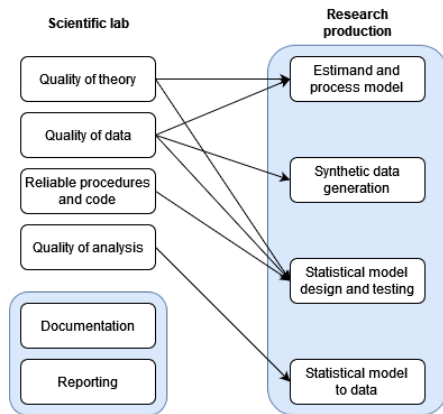 Scientific lab
Quality of theory
Quality of data
Reliable procedures
and code
Quality of analysis
Documentation
Reporting
Research
production
Estimand and
process model
Synthetic data
generation
Statistical model
design and testing
Statistical model
to data